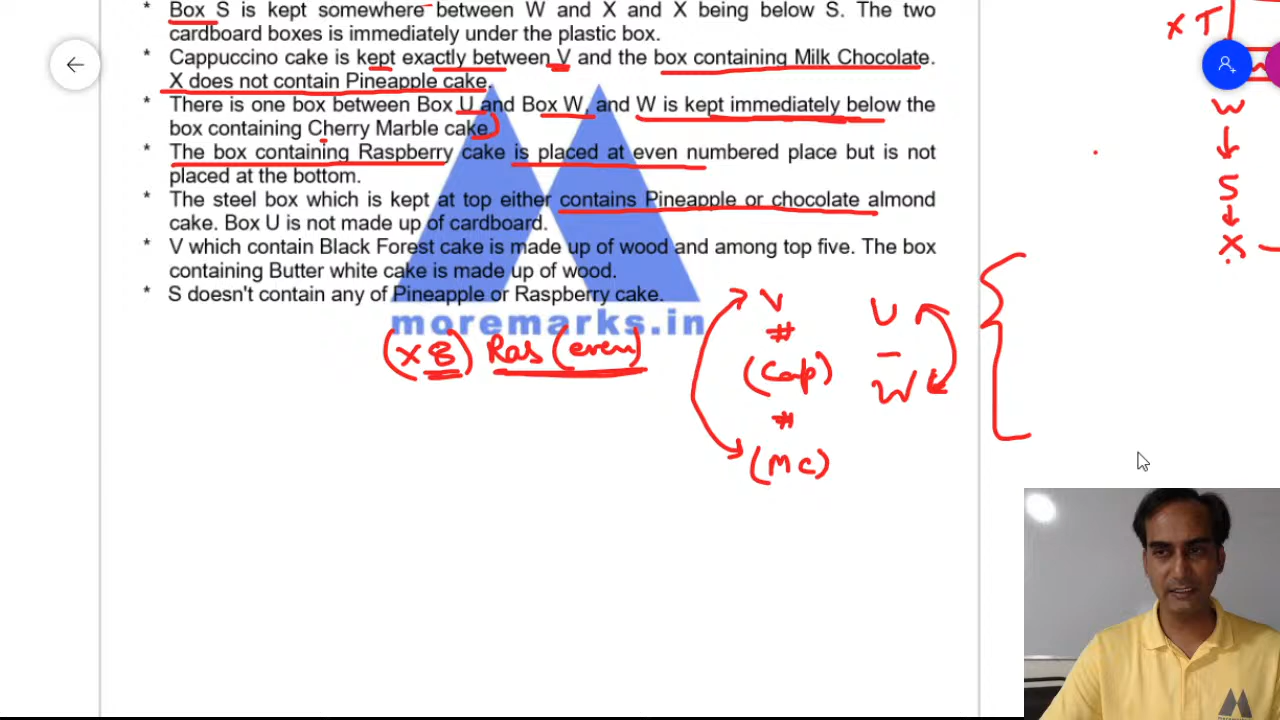 * Box S is kept somewhere between W and X and X being below S. The two
cardboard boxes is immediately under the plastic box.
* Cappuccino cake is kept exactly between V and the box containing Milk Chocolate.
X does not contain Pineapple cake.
* There is one box between Box U and Box W, and W is kept immediately below the
box containing Cherry Marble cake.
* The box containing Raspberry cake is placed at even numbered place but is not
placed at the bottom.
* The steel box which is kept at top either contains Pineapple or chocolate almond
cake. Box U is not made up of cardboard.
* V which contain Black Forest cake is made up of wood and among top five. The box
containing Butter white cake is made up of wood.
* S doesn't contain any of Pineapple or Raspberry cake.
moremarks.in
(x 8) Ras (even)
V
#
(Cap)
#
(MC)
U
—
W
x T
W
↓
S
↓
X